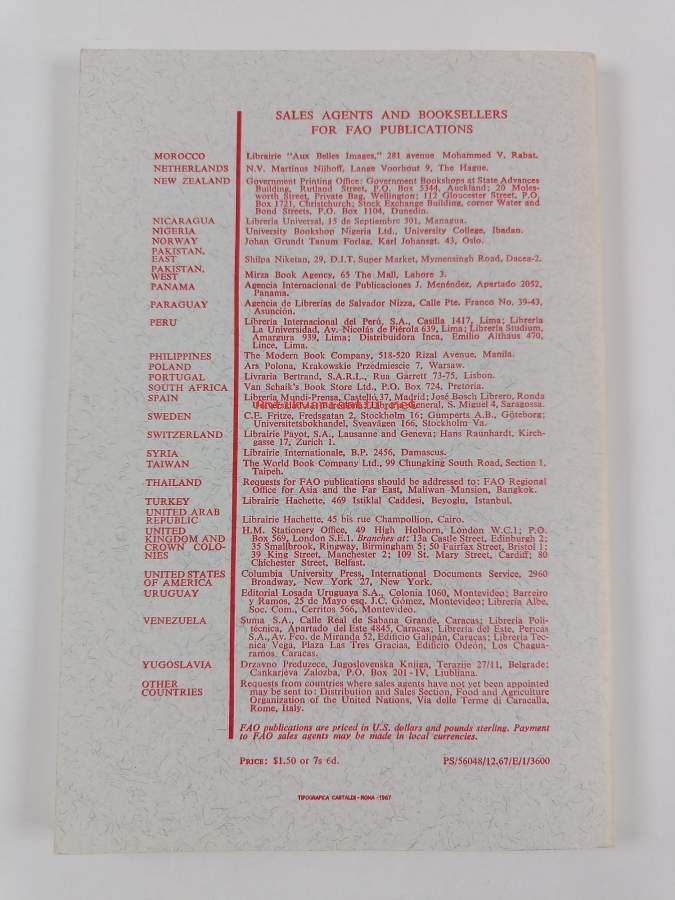 SALES AGENTS AND BOOKSELLERS
FOR FAO PUBLICATIONS
MOROCCO Librairie "Aux Belles Images," 281 avenue Mohammed V, Rabat.
NETHERLANDS N.V. Martinus Nijhoff, Lange Voorhout 9, The Hague.
NEW ZEALAND Government Printing Office: Government Bookshops at State Advances
Building, Rutland Street, P.O. Box 5344, Auckland; 20 Moles-
worth Street, Private Bag, Wellington; 112 Gloucester Street, P.O.
Box 1721, Christchurch; Stock Exchange Building, corner Water and
Bond Streets, P.O. Box 1104, Dunedin.
NICARAGUA Librería Universal, 15 de Septiembre 301, Managua.
NIGERIA University Bookshop Nigeria Ltd., University College, Ibadan.
NORWAY Johan Grundt Tanum Forlag, Karl Johansgt. 43, Oslo.
PAKISTAN,
EAST Shilpa Niketan, 29, D.I.T. Super Market, Mymensingh Road, Dacca-2.
PAKISTAN,
WEST Mirza Book Agency, 65 The Mall, Lahore 3.
PANAMA Agencia Internacional de Publicaciones J. Menéndez, Apartado 2052,
Panama.
PARAGUAY Agencia de Librerías de Salvador Nizza, Calle Pte. Franco No. 39-43,
Asunción.
PERU Librería Internacional del Perú, S.A., Casilla 1417, Lima; Librería
La Universidad, Av. Nicolás de Piérola 639, Lima; Librería Studium,
Amargura 939, Lima; Distribuidora Inca, Emilio Althaus 470,
Lince, Lima.
PHILIPPINES The Modern Book Company, 518-520 Rizal Avenue, Manila.
POLAND Ars Polona, Krakowskie Przedmiescie 7, Warsaw.
PORTUGAL Livraria Bertrand, S.A.R.L., Rua Garrett 73-75, Lisbon.
SOUTH AFRICA Van Schaik's Book Store Ltd., P.O. Box 724, Pretoria.
SPAIN Librería Mundi-Prensa, Castelló 37, Madrid; José Bosch Librero, Ronda
Librería General, S. Miguel 4, Saragossa.
SWEDEN C.E. Fritze, Fredsgatan 2, Stockholm 16; Gumperts A.B., Göteborg;
Universitetsbokhandel, Sveavägen 166, Stockholm Va.
SWITZERLAND Librairie Payot, S.A., Lausanne and Geneva; Hans Raunhardt, Kirch-
gasse 17, Zurich 1.
SYRIA Librairie Internationale, B.P. 2456, Damascus.
TAIWAN The World Book Company Ltd., 99 Chungking South Road, Section 1,
Taipeh.
THAILAND Requests for FAO publications should be addressed to: FAO Regional
Office for Asia and the Far East, Maliwan Mansion, Bangkok.
TURKEY Librairie Hachette, 469 Istiklal Caddesi, Beyoglu, Istanbul.
UNITED ARAB
REPUBLIC Librairie Hachette, 45 bis rue Champollion, Cairo.
UNITED
KINGDOM AND
CROWN COLO-
NIES H.M. Stationery Office, 49 High Holborn, London W.C.1; P.O.
Box 569, London S.E.1. Branches at: 13a Castle Street, Edinburgh 2;
35 Smallbrook, Ringway, Birmingham 5; 50 Fairfax Street, Bristol 1;
39 King Street, Manchester 2; 109 St. Mary Street, Cardiff; 80
Chichester Street, Belfast.
UNITED STATES
OF AMERICA Columbia University Press, International Documents Service, 2960
Broadway, New York 27, New York.
URUGUAY Editorial Losada Uruguaya S.A., Colonia 1060, Montevideo; Barreiro
y Ramos, 25 de Mayo esq. J.C. Gómez, Montevideo; Librería Albe,
Soc. Com., Cerritos 566, Montevideo.
VENEZUELA Suma S.A., Calle Real de Sabana Grande, Caracas; Librería Poli-
técnica, Apartado del Este 4845, Caracas; Librería del Este, Pericás
S.A., Av. Fco. de Miranda 52, Edificio Galipán, Caracas; Librería Tec-
nica Vega, Plaza Las Tres Gracias, Edificio Odeón, Los Chagua-
ramos, Caracas.
YUGOSLAVIA Drzavno Preduzece, Jugoslovenska Knjiga, Terazije 27/11, Belgrade;
Cankarjeva Zalozba, P.O. Box 201-IV, Ljubljana.
OTHER
COUNTRIES Requests from countries where sales agents have not yet been appointed
may be sent to: Distribution and Sales Section, Food and Agriculture
Organization of the United Nations, Via delle Terme di Caracalla,
Rome, Italy.
FAO publications are priced in U.S. dollars and pounds sterling. Payment
to FAO sales agents may be made in local currencies.
PRICE: $1.50 or 7s 6d. PS/56048/12.67/E/1/3600
TIPOGRAFICA CASTALDI - ROMA - 1967